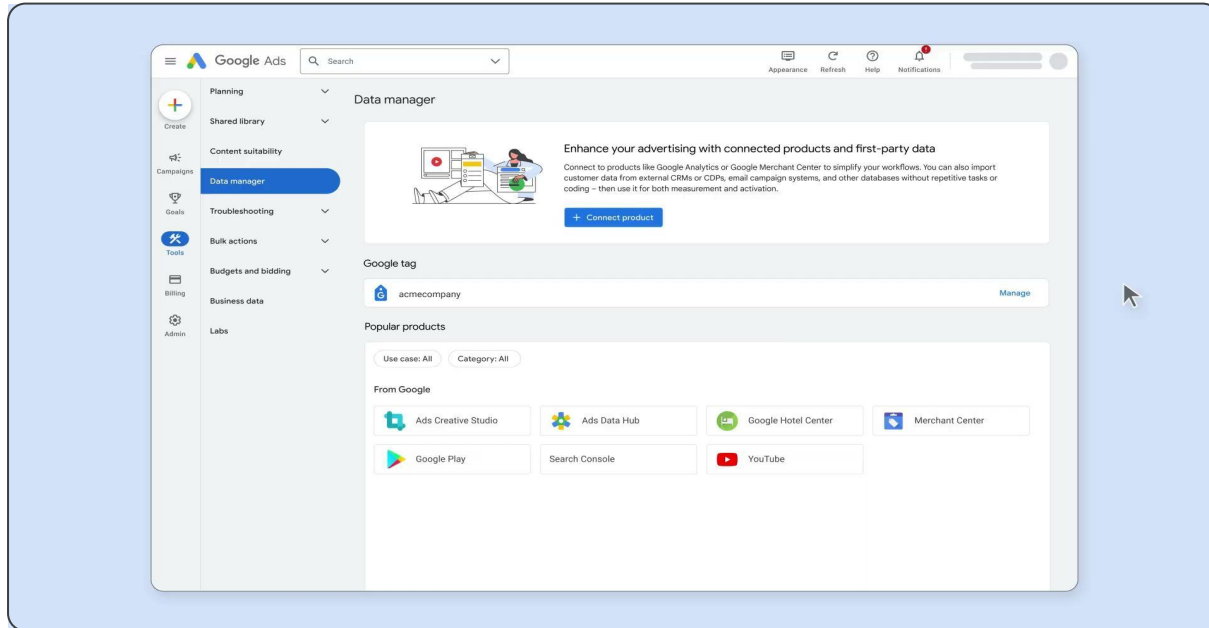 Google Ads
Search
Appearance
Refresh
Help
Notifications
Create
Campaigns
Goals
Tools
Billing
Admin
Planning
Shared library
Content suitability
Data manager
Troubleshooting
Bulk actions
Budgets and bidding
Business data
Labs
Data manager
Enhance your advertising with connected products and first-party data
Connect to products like Google Analytics or Google Merchant Center to simplify your workflows. You can also import
customer data from external CRMs or CDPs, email campaign systems, and other databases without repetitive tasks or
coding – then use it for both measurement and activation.
+ Connect product
Google tag
G
acmecompany
Manage
Popular products
Use case: All
Category: All
From Google
Ads Creative Studio
Ads Data Hub
Google Hotel Center
Merchant Center
Google Play
Search Console
YouTube